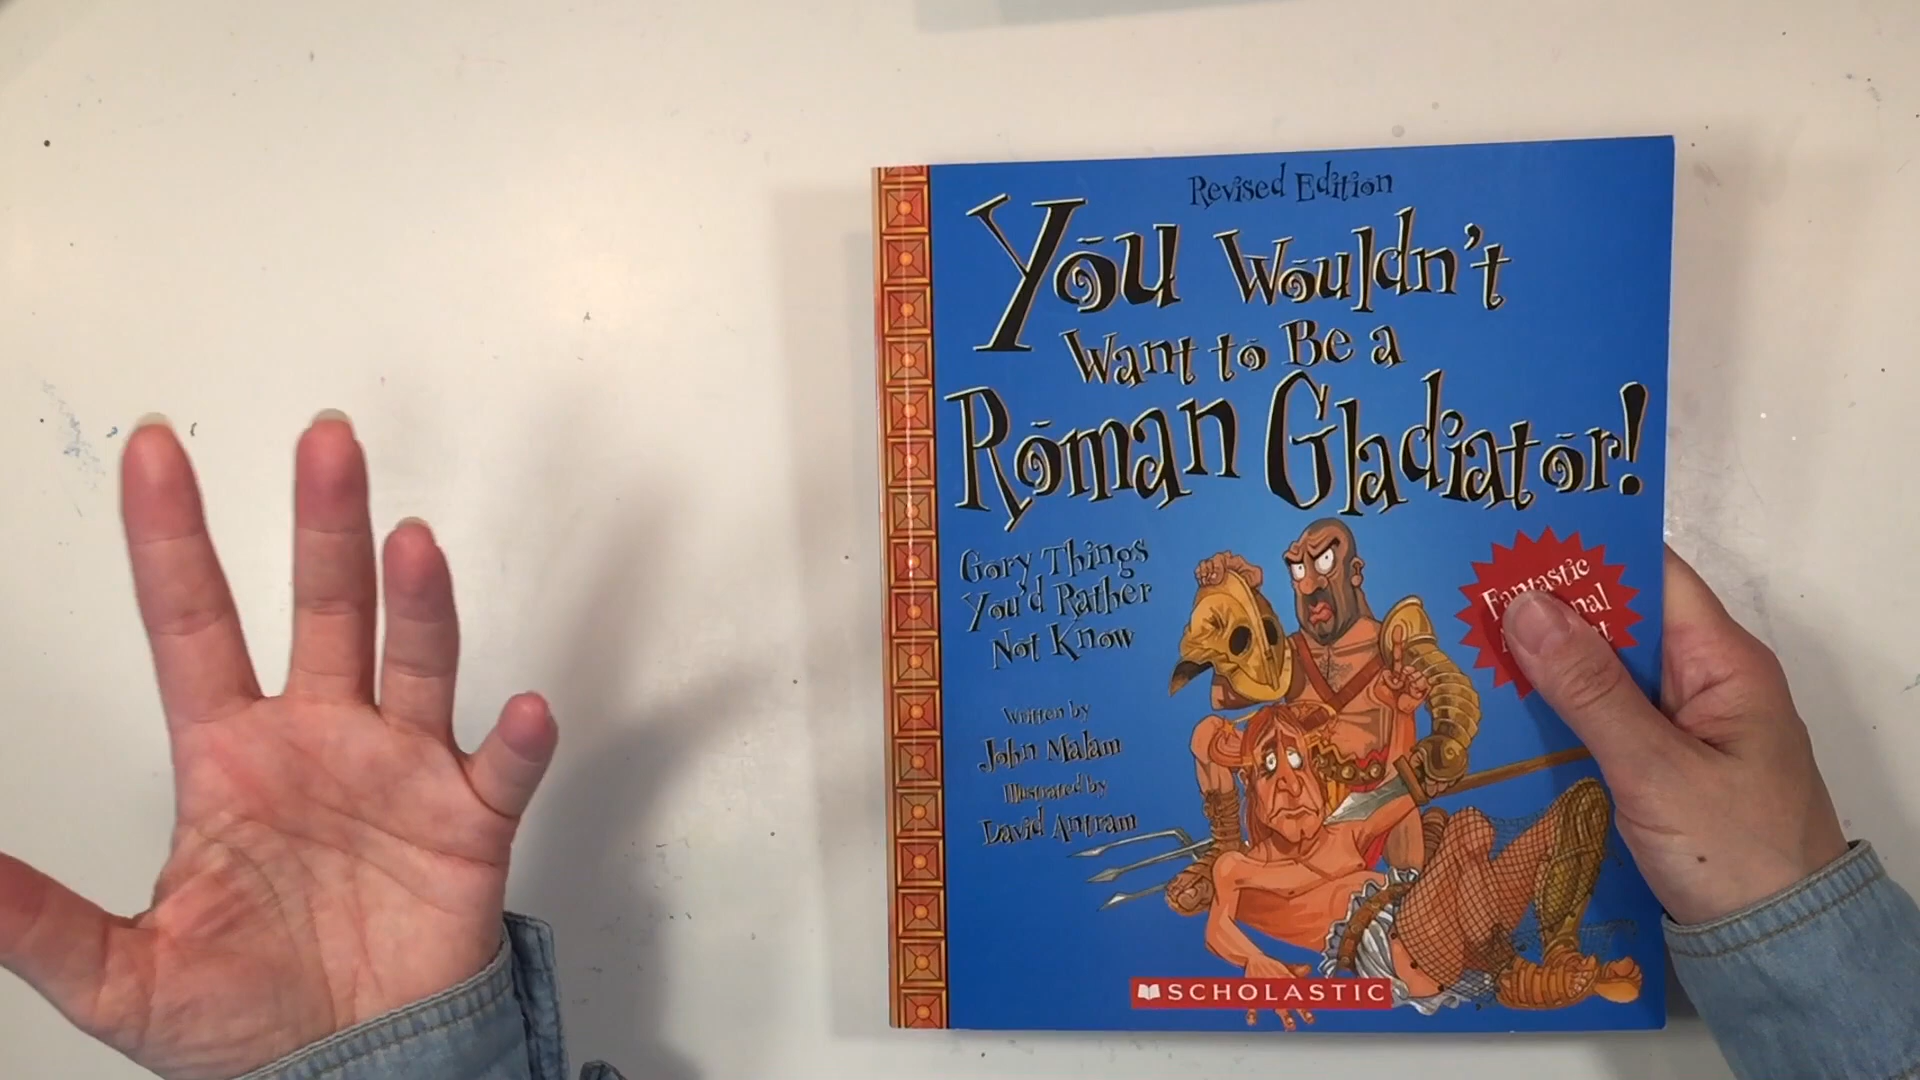 Revised Edition
You Wouldn't
Want to Be a
Roman Gladiator!
Gory Things
You'd Rather
Not Know
Written by
John Malam
Illustrated by
David Antram
Fantastic
SCHOLASTIC